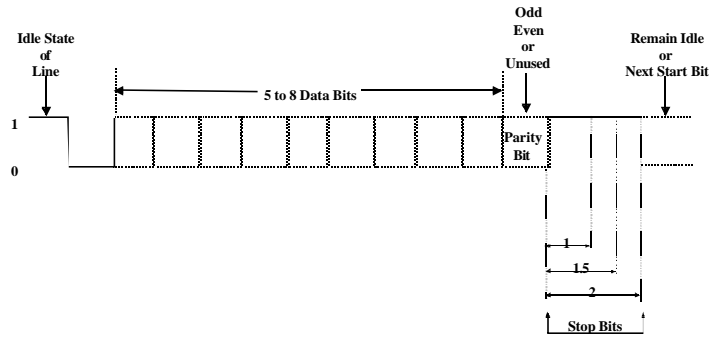 Idle State
of
Line
Odd
Even
or
Unused
Remain Idle
or
Next Start Bit
5 to 8 Data Bits
1
0
Parity
Bit
1
1.5
2
Stop Bits